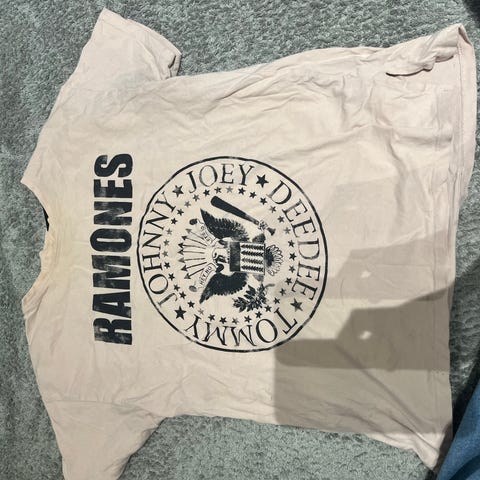 RAMONES
JOHNNY ★ JOEY ★ DEEDEE ★ TOMMY ★